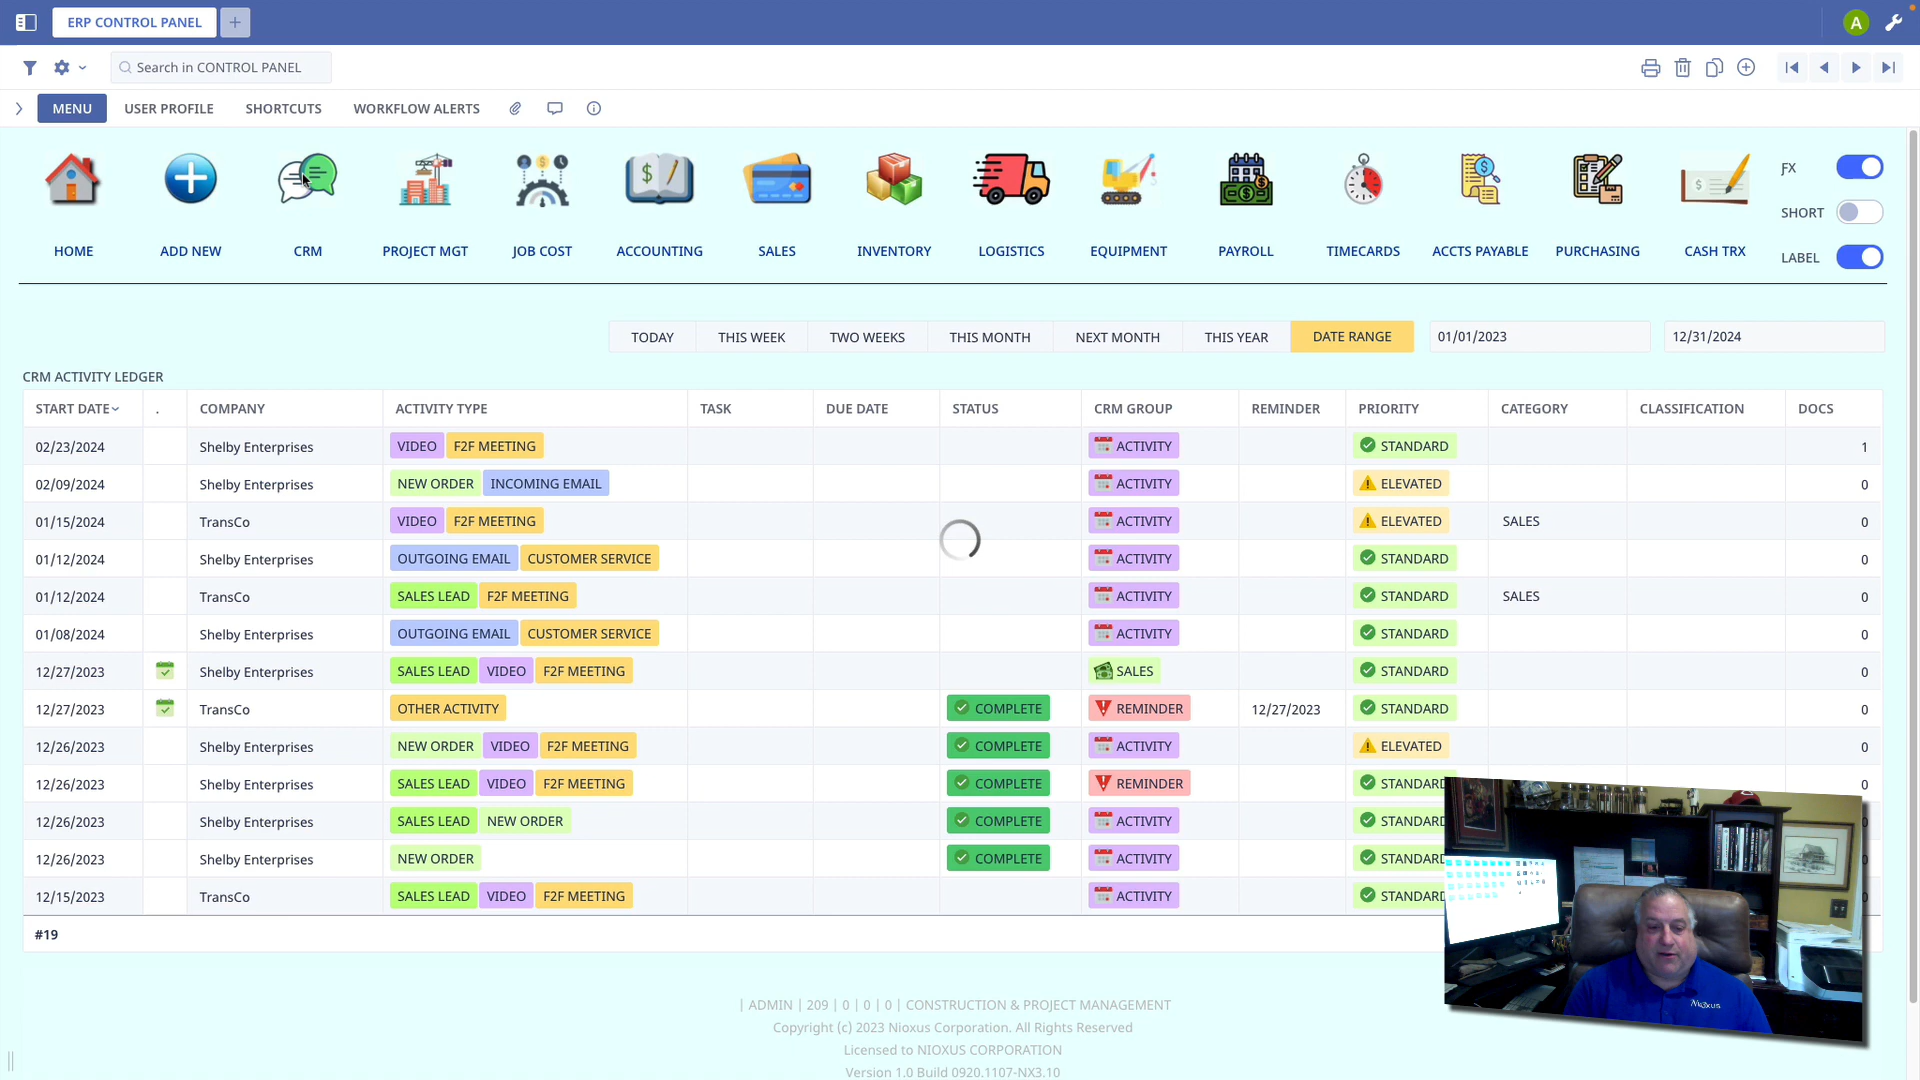 ERP CONTROL PANEL
+
A
Search in CONTROL PANEL
MENU USER PROFILE SHORTCUTS WORKFLOW ALERTS
FX
SHORT
HOME ADD NEW CRM PROJECT MGT JOB COST ACCOUNTING SALES INVENTORY LOGISTICS EQUIPMENT PAYROLL TIMECARDS ACCTS PAYABLE PURCHASING CASH TRX LABEL
TODAY THIS WEEK TWO WEEKS THIS MONTH NEXT MONTH THIS YEAR DATE RANGE 01/01/2023 12/31/2024
CRM ACTIVITY LEDGER
START DATE . COMPANY ACTIVITY TYPE TASK DUE DATE STATUS CRM GROUP REMINDER PRIORITY CATEGORY CLASSIFICATION DOCS
02/23/2024 Shelby Enterprises VIDEO F2F MEETING ACTIVITY STANDARD 1
02/09/2024 Shelby Enterprises NEW ORDER INCOMING EMAIL ACTIVITY ELEVATED 0
01/15/2024 TransCo VIDEO F2F MEETING ACTIVITY ELEVATED SALES 0
01/12/2024 Shelby Enterprises OUTGOING EMAIL CUSTOMER SERVICE ACTIVITY STANDARD 0
01/12/2024 TransCo SALES LEAD F2F MEETING ACTIVITY STANDARD SALES 0
01/08/2024 Shelby Enterprises OUTGOING EMAIL CUSTOMER SERVICE ACTIVITY STANDARD 0
12/27/2023 Shelby Enterprises SALES LEAD VIDEO F2F MEETING SALES STANDARD 0
12/27/2023 TransCo OTHER ACTIVITY COMPLETE REMINDER 12/27/2023 STANDARD 0
12/26/2023 Shelby Enterprises NEW ORDER VIDEO F2F MEETING COMPLETE ACTIVITY ELEVATED 0
12/26/2023 Shelby Enterprises SALES LEAD VIDEO F2F MEETING COMPLETE REMINDER STANDARD 0
12/26/2023 Shelby Enterprises SALES LEAD NEW ORDER COMPLETE ACTIVITY STANDARD
12/26/2023 Shelby Enterprises NEW ORDER COMPLETE ACTIVITY STANDARD
12/15/2023 TransCo SALES LEAD VIDEO F2F MEETING ACTIVITY STANDARD
#19
NIOXUS
| ADMIN | 209 | 0 | 0 | 0 | CONSTRUCTION & PROJECT MANAGEMENT
Copyright (c) 2023 Nioxus Corporation. All Rights Reserved
Licensed to NIOXUS CORPORATION
Version 1.0 Build 0920.1107-NX3.10